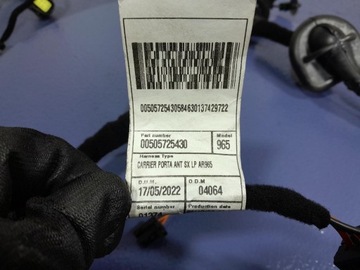 00505725430584630137429722
Part number
Model
00505725430
965
Harness Type
CARRIER PORTA ANT SX LP AR965
O.D.M.
17/05/2022
04064
Serial number
Production date